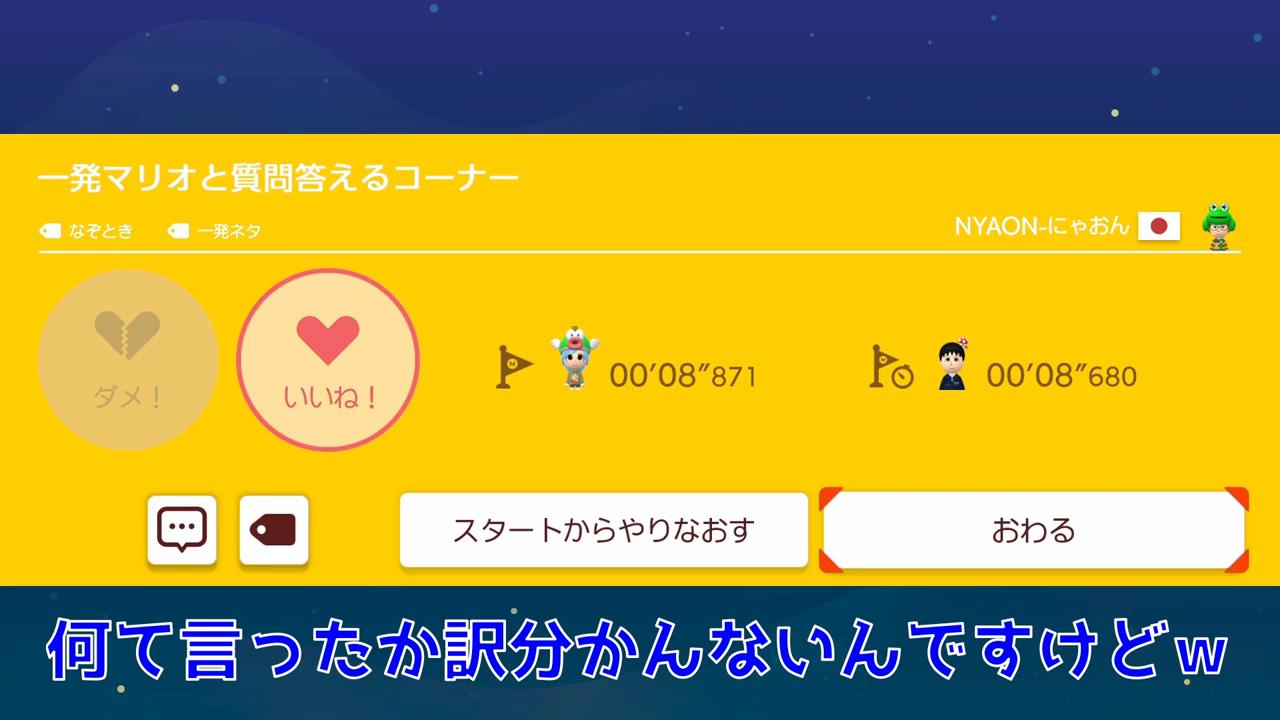 一発マリオと質問答えるコーナー
なぞとき 一発ネタ
NYAON-にゃおん
ダメ！
いいね！
00'08"871
00'08"680
スタートからやりなおす
おわる
何て言ったか訳分かんないんですけどw